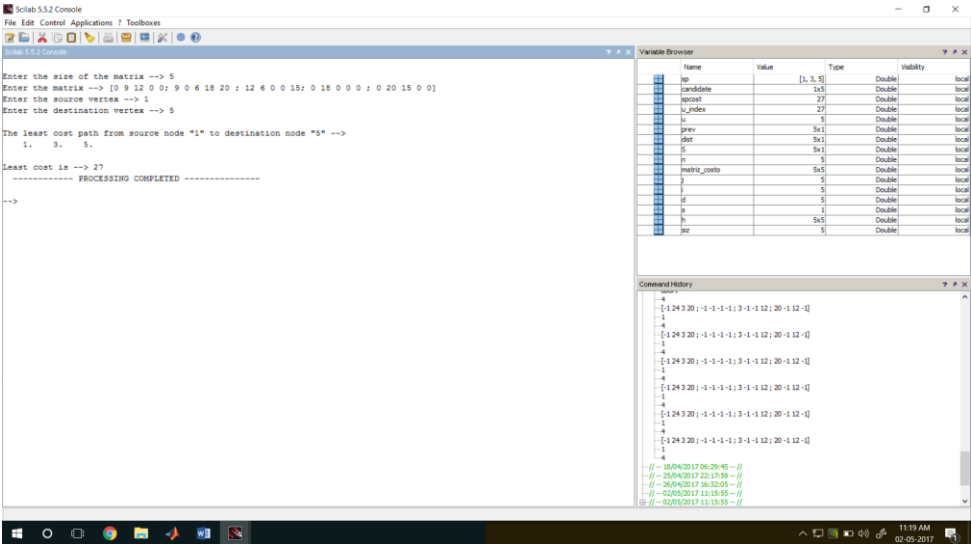 Scilab 5.5.2 Console
File Edit Control Applications ? Toolboxes
Scilab 5.5.2 Console
Enter the size of the matrix --> 5
Enter the matrix --> [0 9 12 0 0; 9 0 6 18 20 ; 12 6 0 0 15; 0 18 0 0 0 ; 0 20 15 0 0]
Enter the source vertex --> 1
Enter the destination vertex --> 5
The least cost path from source node "1" to destination node "5" -->
1. 3. 5.
Least cost is --> 27
------------ PROCESSING COMPLETED ---------------
-->
Variable Browser
Name Value Type Visibility
sp [1, 3, 5] Double local
candidate 1x5 Double local
spcost 27 Double local
u_index 27 Double local
u 5 Double local
prev 5x1 Double local
dist 5x1 Double local
S 5x1 Double local
n 5 Double local
matriz_costo 5x5 Double local
j 5 Double local
i 5 Double local
d 5 Double local
s 1 Double local
h 5x5 Double local
siz 5 Double local
Command History
4
[-1 24 3 20 ; -1 -1 -1 -1 ; 3 -1 -1 12 ; 20 -1 12 -1]
1
4
[-1 24 3 20 ; -1 -1 -1 -1 ; 3 -1 -1 12 ; 20 -1 12 -1]
1
4
[-1 24 3 20 ; -1 -1 -1 -1 ; 3 -1 -1 12 ; 20 -1 12 -1]
1
4
[-1 24 3 20 ; -1 -1 -1 -1 ; 3 -1 -1 12 ; 20 -1 12 -1]
1
4
[-1 24 3 20 ; -1 -1 -1 -1 ; 3 -1 -1 12 ; 20 -1 12 -1]
1
4
[-1 24 3 20 ; -1 -1 -1 -1 ; 3 -1 -1 12 ; 20 -1 12 -1]
1
4
// -- 18/04/2017 06:29:45 -- //
// -- 25/04/2017 22:17:59 -- //
// -- 26/04/2017 16:32:05 -- //
// -- 02/05/2017 11:15:55 -- //
// -- 02/05/2017 11:15:55 -- //
11:19 AM
02-05-2017